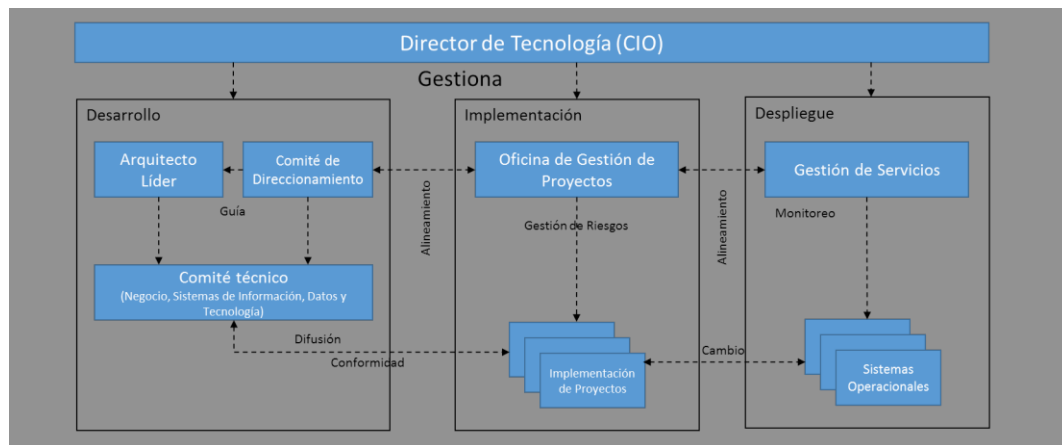 Director de Tecnología (CIO)
Gestiona
Desarrollo
Arquitecto
Líder
Comité de
Direccionamiento
Guía
Comité técnico
(Negocio, Sistemas de Información, Datos y
Tecnología)
Difusión
Conformidad
Alineamiento
Implementación
Oficina de Gestión de
Proyectos
Gestión de Riesgos
Implementación
de Proyectos
Alineamiento
Cambio
Despliegue
Gestión de Servicios
Monitoreo
Sistemas
Operacionales